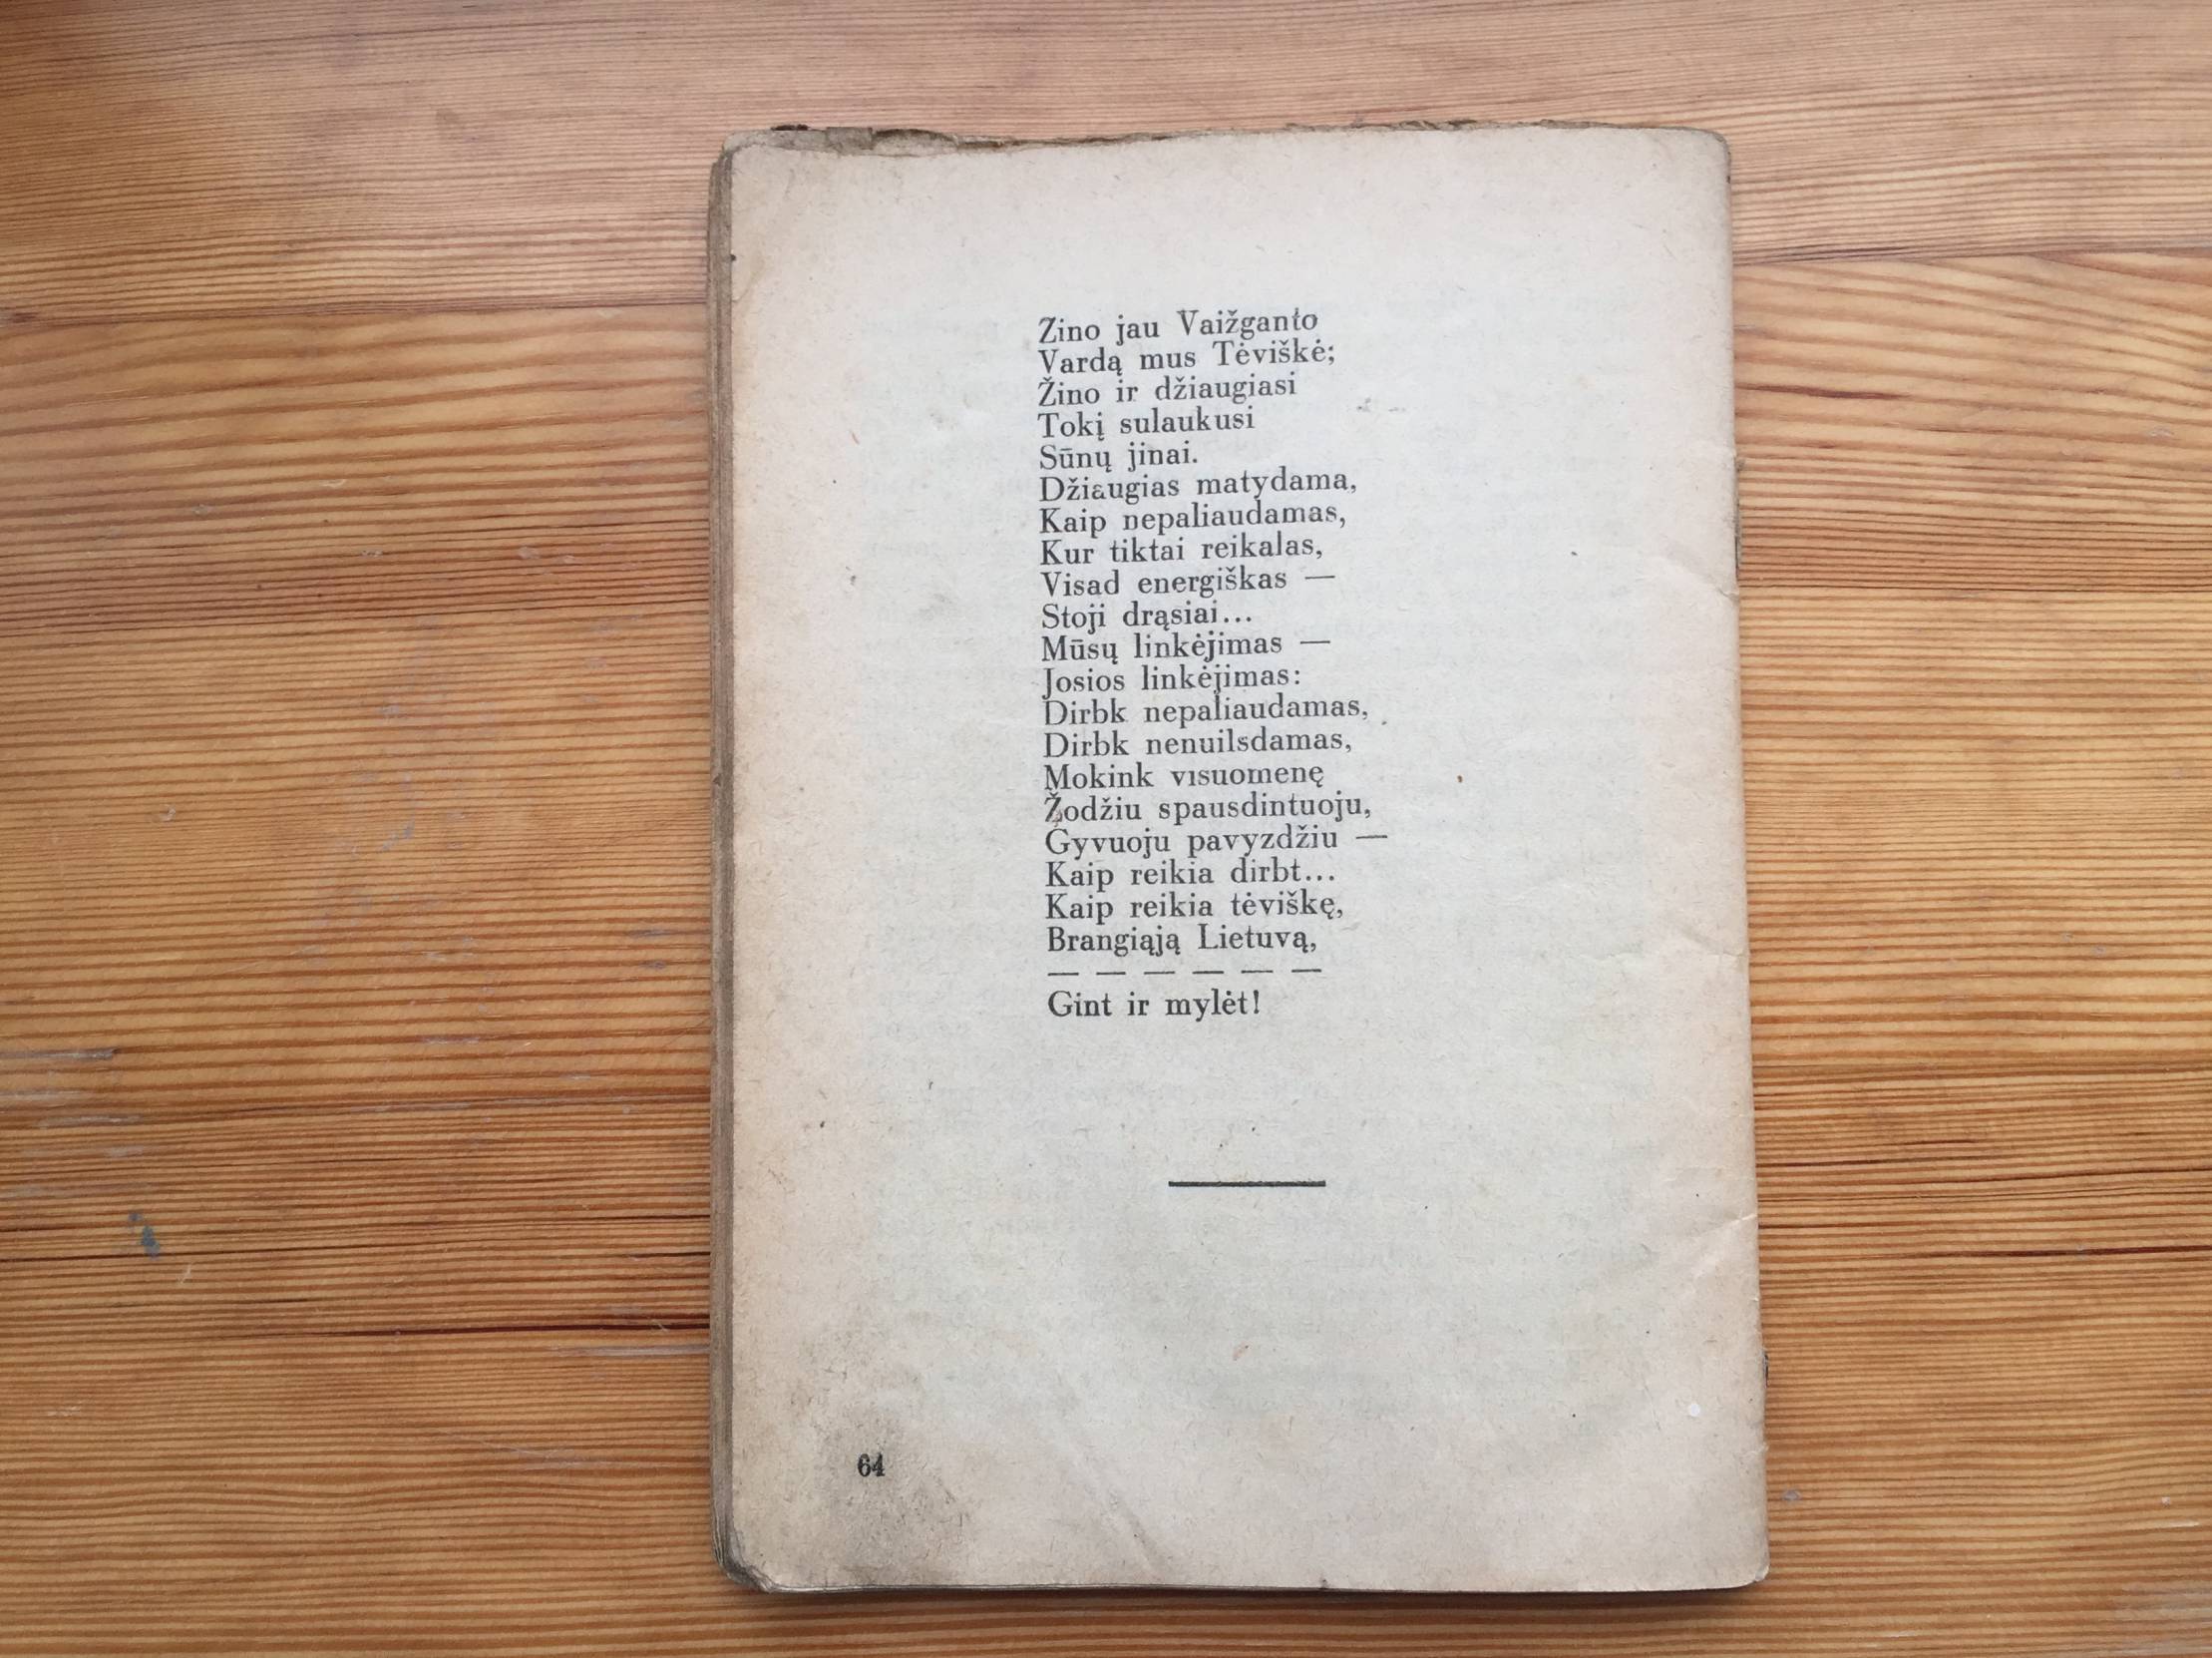 Zino jau Vaižganto
Vardą mus Tėviškė;
Žino ir džiaugiasi
Tokį sulaukusi
Sūnų jinai.
Džiaugias matydama,
Kaip nepaliaudamas,
Kur tiktai reikalas,
Visad energiškas —
Stoji drąsiai...
Mūsų linkėjimas —
Josios linkėjimas:
Dirbk nepaliaudamas,
Dirbk nenuilsdamas,
Mokink visuomenę
Žodžiu spausdintuoju,
Gyvuoju pavyzdžiu —
Kaip reikia dirbt...
Kaip reikia tėviškę,
Brangiąją Lietuvą,
— — — — — —
Gint ir mylėt!
64